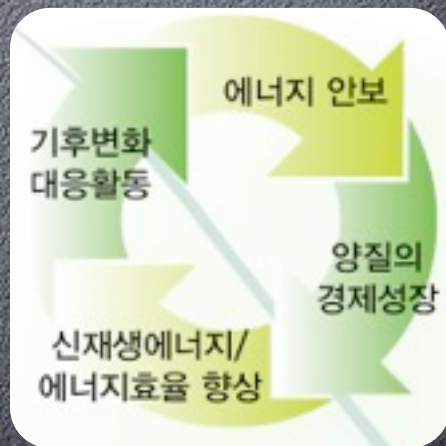 에너지 안보
기후변화
대응활동
양질의
경제성장
신재생에너지/
에너지효율 향상